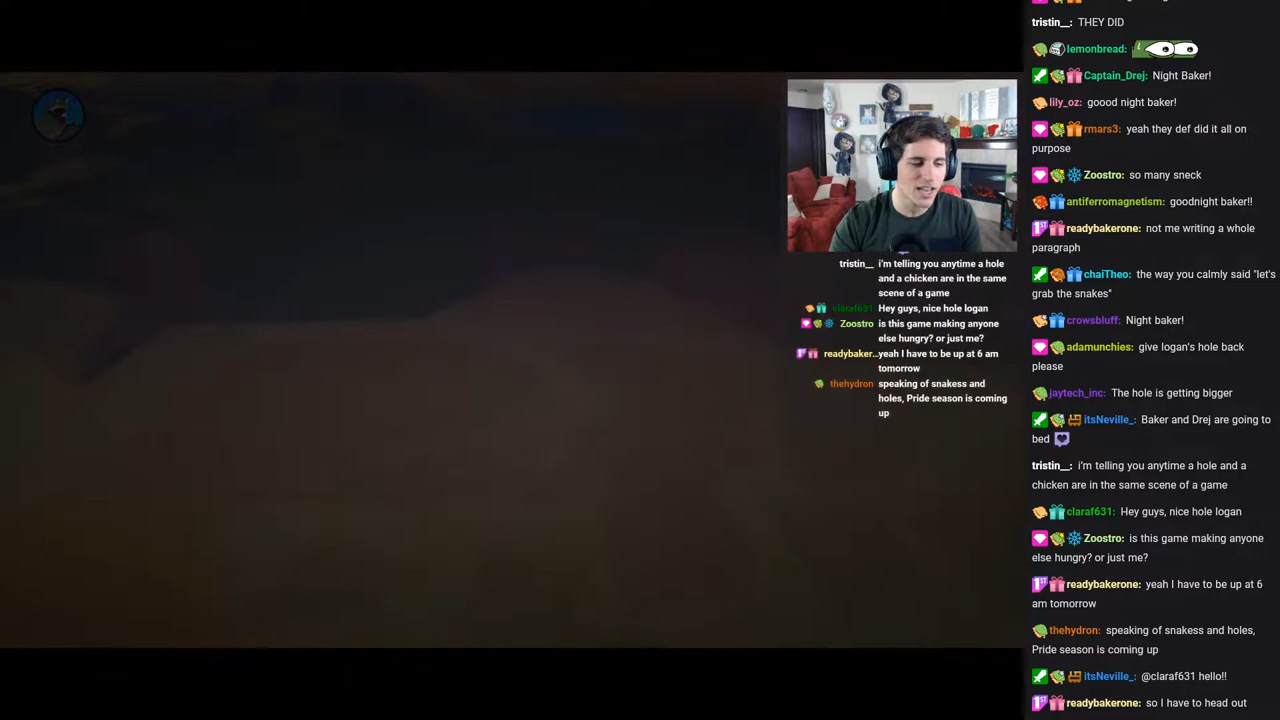 tristin__: THEY DID
lemonbread:
Captain_Drej: Night Baker!
lily_oz: goood night baker!
rmars3: yeah they def did it all on
purpose
Zoostro: so many sneck
antiferromagnetism: goodnight baker!!
readybakerone: not me writing a whole
paragraph
chaiTheo: the way you calmly said "let's
grab the snakes"
crowsbluff: Night baker!
adamunchies: give logan's hole back
please
jaytech_inc: The hole is getting bigger
itsNeville_: Baker and Drej are going to
bed
tristin__: i'm telling you anytime a hole and a
chicken are in the same scene of a game
claraf631: Hey guys, nice hole logan
Zoostro: is this game making anyone
else hungry? or just me?
readybakerone: yeah I have to be up at 6
am tomorrow
thehydron: speaking of snakess and holes,
Pride season is coming up
itsNeville_: @claraf631 hello!!
readybakerone: so I have to head out
tristin__ i'm telling you anytime a hole
and a chicken are in the same
scene of a game
claraf631 Hey guys, nice hole logan
Zoostro is this game making anyone
else hungry? or just me?
readybaker... yeah I have to be up at 6 am
tomorrow
thehydron speaking of snakess and
holes, Pride season is coming
up